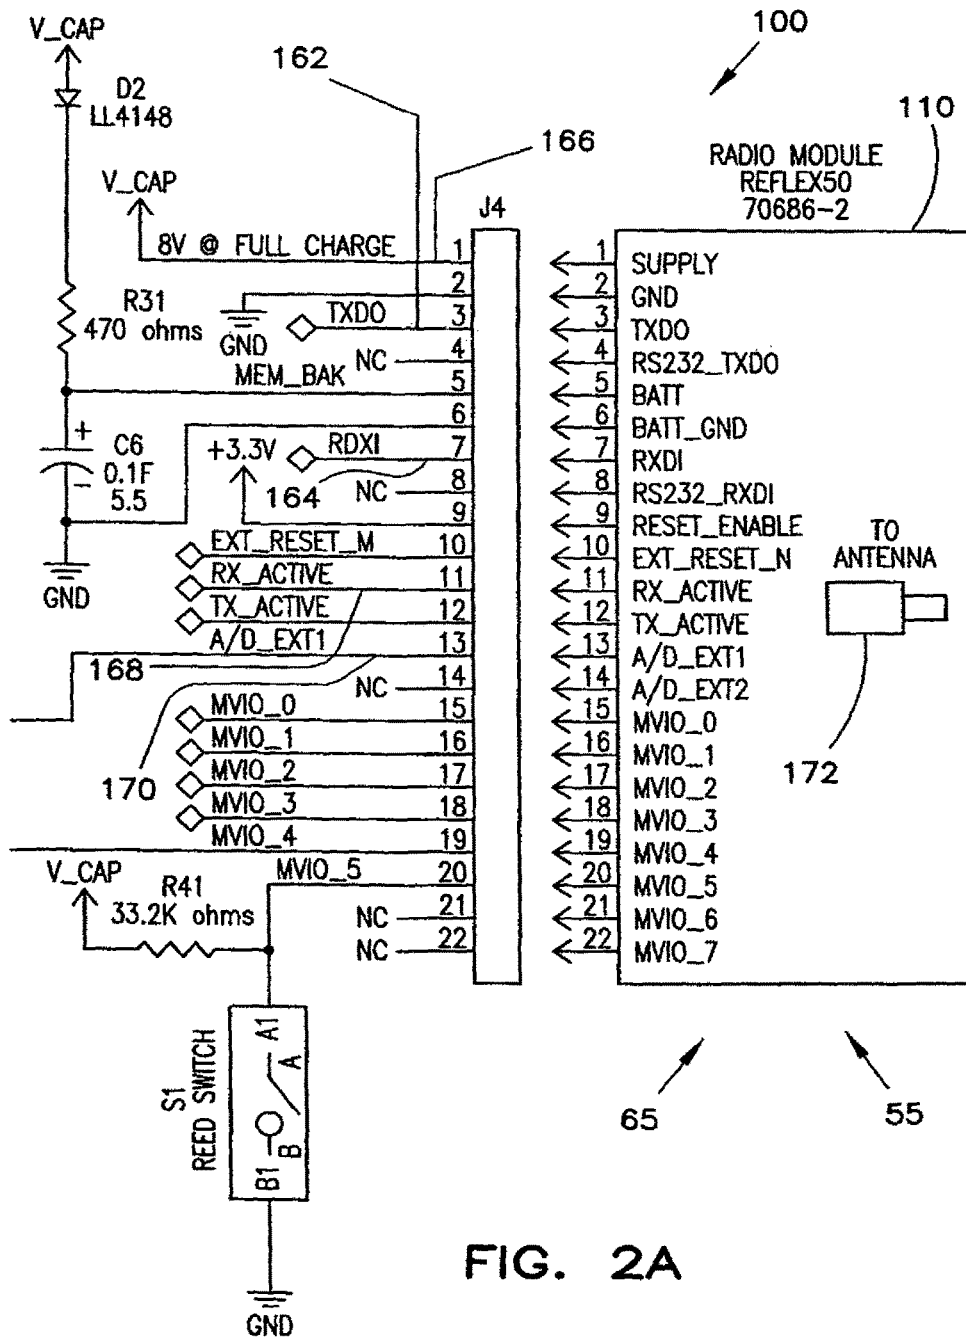 V_CAP
D2
LL4148
162
100
166
110
V_CAP
RADIO MODULE
REFLEX50
70686-2
J4
8V @ FULL CHARGE
R31
470 ohms
GND
TXDO
NC
MEM_BAK
+
C6
0.1F
5.5
-
+3.3V
RDXI
164
NC
GND
EXT_RESET_M
RX_ACTIVE
TX_ACTIVE
A/D_EXT1
168
NC
MVIO_0
MVIO_1
MVIO_2
170
MVIO_3
MVIO_4
V_CAP
MVIO_5
R41
33.2K ohms
NC
NC
1
2
3
4
5
6
7
8
9
10
11
12
13
14
15
16
17
18
19
20
21
22
1 SUPPLY
2 GND
3 TXDO
4 RS232_TXDO
5 BATT
6 BATT_GND
7 RXDI
8 RS232_RXDI
9 RESET_ENABLE
10 EXT_RESET_N
11 RX_ACTIVE
12 TX_ACTIVE
13 A/D_EXT1
14 A/D_EXT2
15 MVIO_0
16 MVIO_1
17 MVIO_2
18 MVIO_3
19 MVIO_4
20 MVIO_5
21 MVIO_6
22 MVIO_7
TO
ANTENNA
172
S1
REED SWITCH
A1
A
B
B1
GND
65
55
FIG. 2A